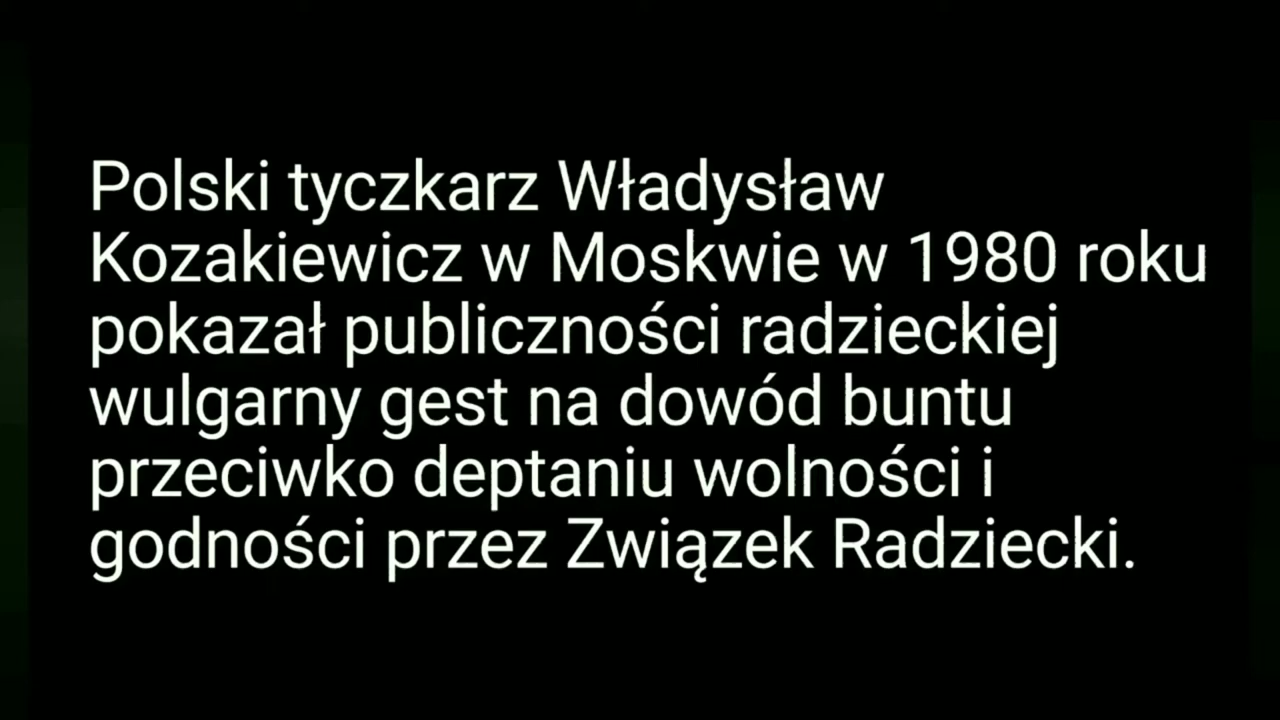 Polski tyczkarz Władysław
Kozakiewicz w Moskwie w 1980 roku
pokazał publiczności radzieckiej
wulgarny gest na dowód buntu
przeciwko deptaniu wolności i
godności przez Związek Radziecki.